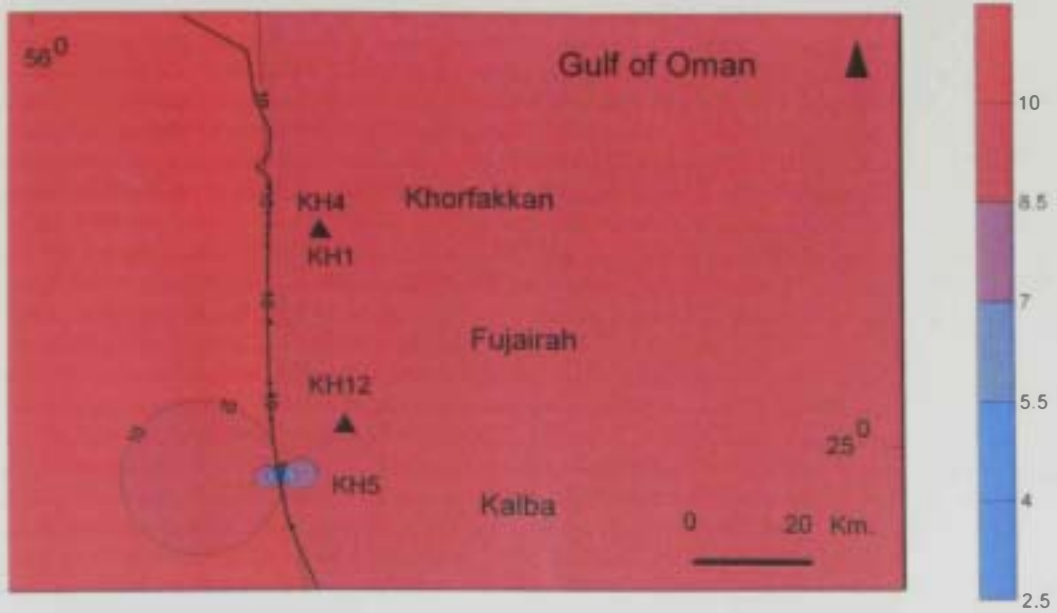 56⁰
Gulf of Oman
10
KH4
Khorfakkan
8.5
KH1
7
Fujairah
KH12
5.5
25⁰
KH5
Kalba
4
0 20 Km.
2.5